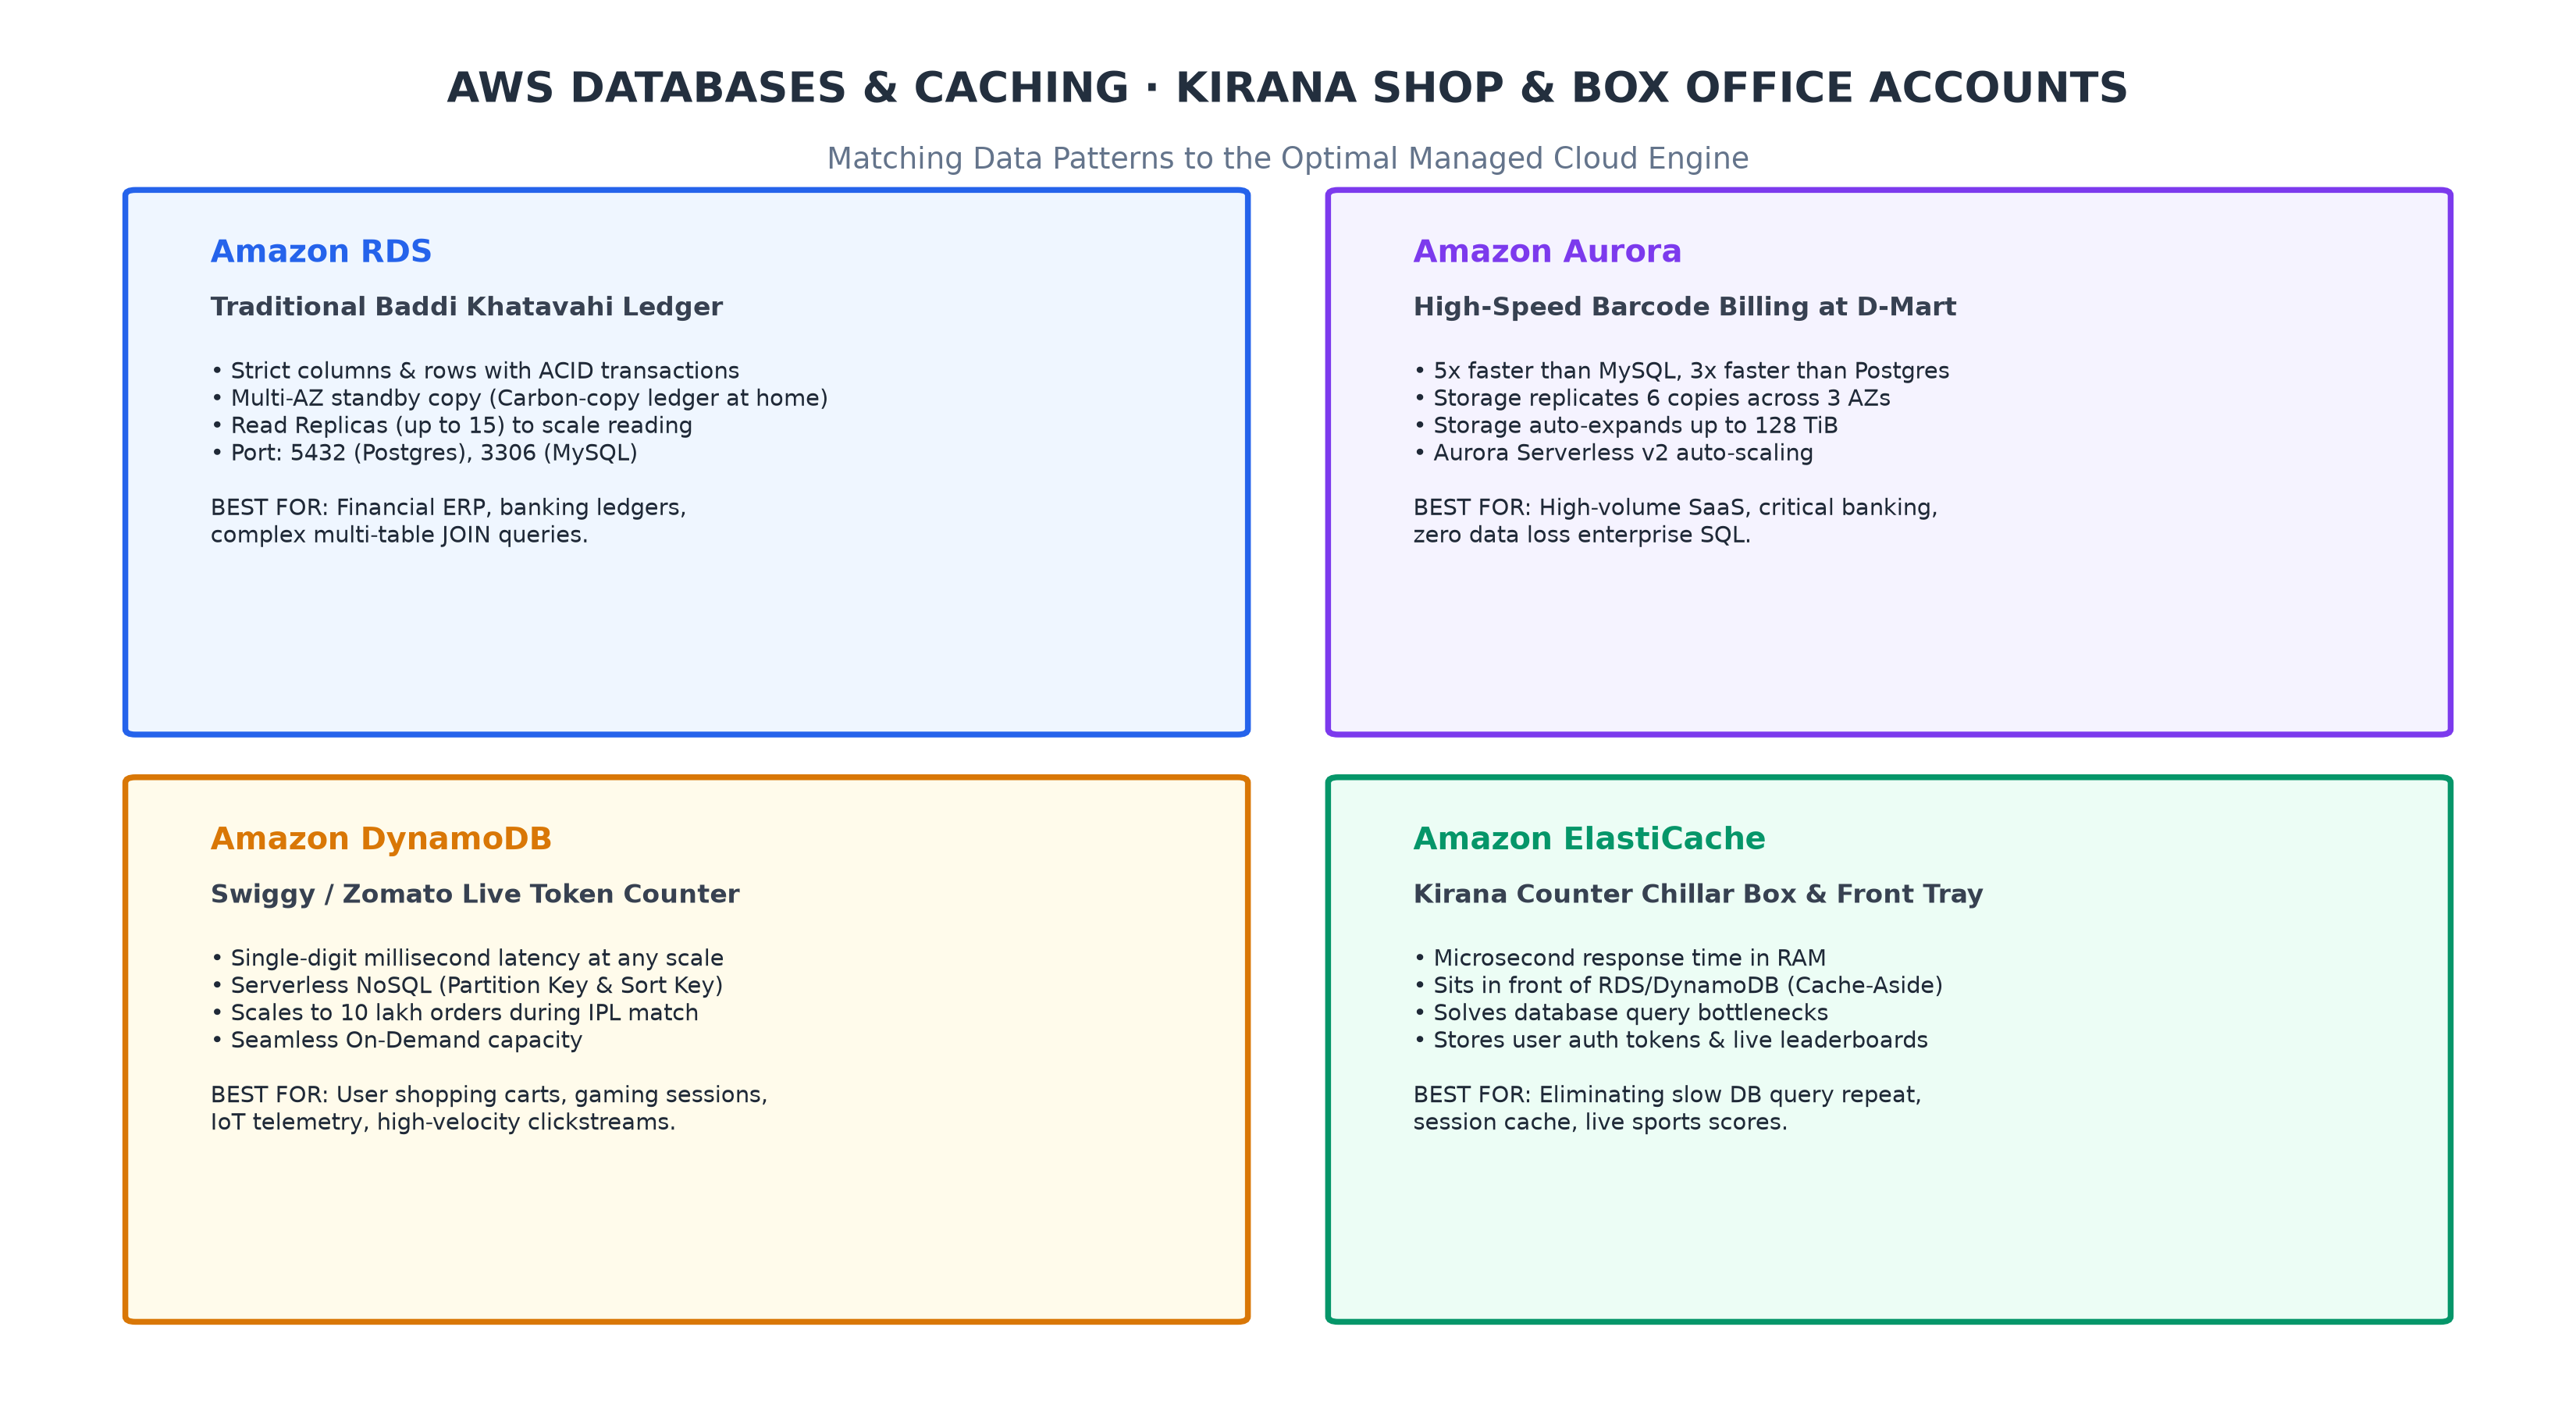 AWS DATABASES & CACHING · KIRANA SHOP & BOX OFFICE ACCOUNTS
Matching Data Patterns to the Optimal Managed Cloud Engine
Amazon RDS
Traditional Baddi Khatavahi Ledger
• Strict columns & rows with ACID transactions
• Multi-AZ standby copy (Carbon-copy ledger at home)
• Read Replicas (up to 15) to scale reading
• Port: 5432 (Postgres), 3306 (MySQL)
BEST FOR: Financial ERP, banking ledgers,
complex multi-table JOIN queries.
Amazon Aurora
High-Speed Barcode Billing at D-Mart
• 5x faster than MySQL, 3x faster than Postgres
• Storage replicates 6 copies across 3 AZs
• Storage auto-expands up to 128 TiB
• Aurora Serverless v2 auto-scaling
BEST FOR: High-volume SaaS, critical banking,
zero data loss enterprise SQL.
Amazon DynamoDB
Swiggy / Zomato Live Token Counter
• Single-digit millisecond latency at any scale
• Serverless NoSQL (Partition Key & Sort Key)
• Scales to 10 lakh orders during IPL match
• Seamless On-Demand capacity
BEST FOR: User shopping carts, gaming sessions,
IoT telemetry, high-velocity clickstreams.
Amazon ElastiCache
Kirana Counter Chillar Box & Front Tray
• Microsecond response time in RAM
• Sits in front of RDS/DynamoDB (Cache-Aside)
• Solves database query bottlenecks
• Stores user auth tokens & live leaderboards
BEST FOR: Eliminating slow DB query repeat,
session cache, live sports scores.